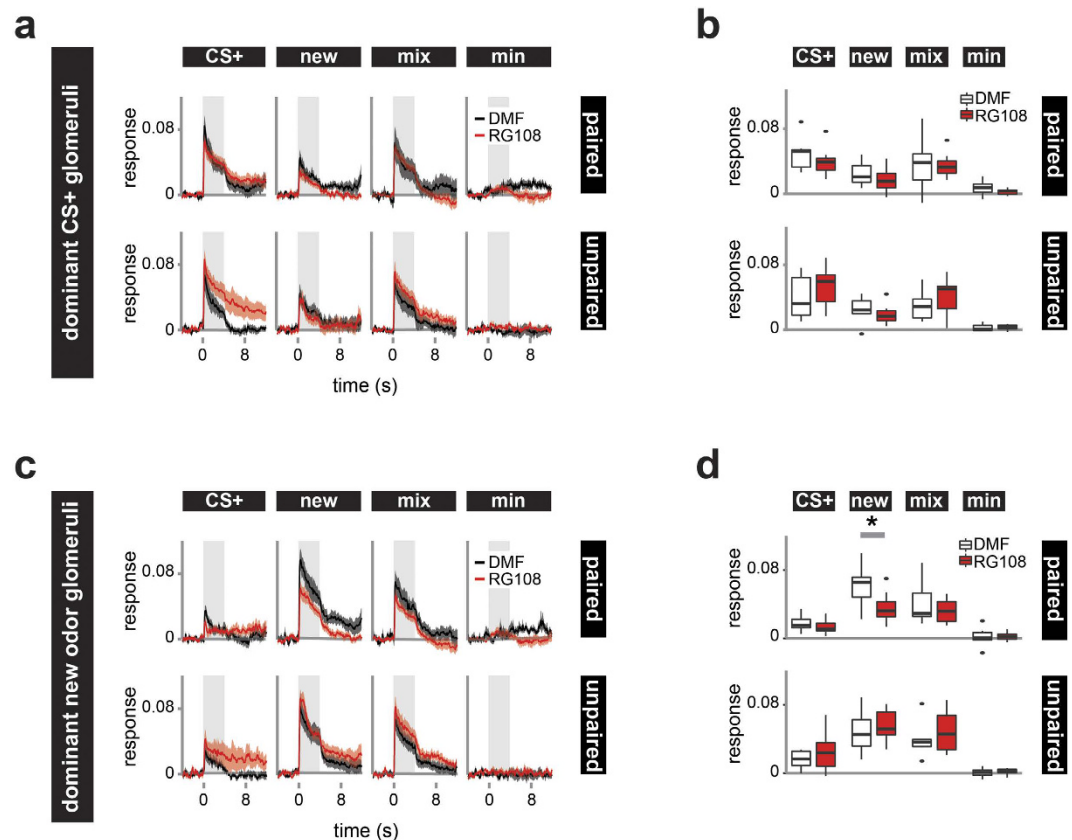 a
b
dominant CS+ glomeruli
CS+ new mix min
response
0.08
0
DMF
RG108
paired
response
0.08
0
unpaired
0 8 0 8 0 8 0 8
time (s)
CS+ new mix min
response
0.08
0
DMF
RG108
paired
response
0.08
0
unpaired
c
d
dominant new odor glomeruli
CS+ new mix min
response
0.08
0
DMF
RG108
paired
response
0.08
0
unpaired
0 8 0 8 0 8 0 8
time (s)
CS+ new mix min
*
response
0.08
0
DMF
RG108
paired
response
0.08
0
unpaired